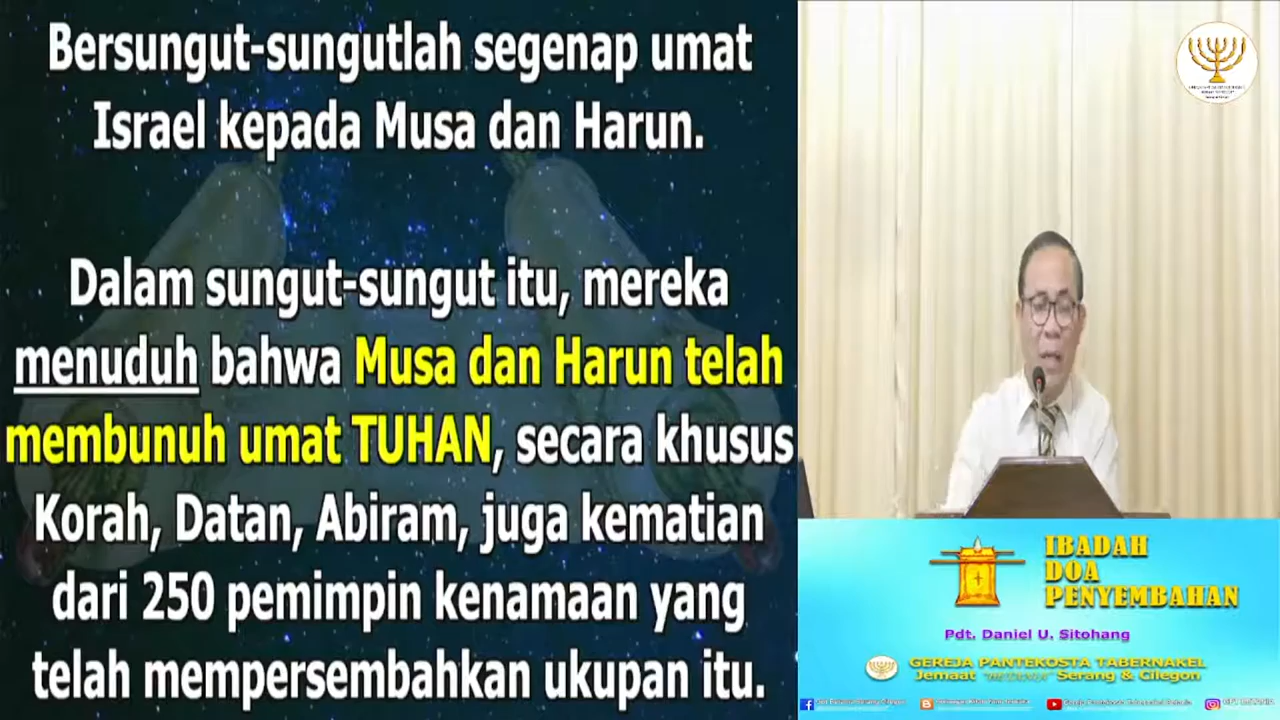 Bersungut-sungutlah segenap umat
Israel kepada Musa dan Harun.
Dalam sungut-sungut itu, mereka
menuduh bahwa Musa dan Harun telah
membunuh umat TUHAN, secara khusus
Korah, Datan, Abiram, juga kematian
dari 250 pemimpin kenamaan yang
telah mempersembahkan ukupan itu.
IBADAH
DOA
PENYEMBAHAN
Pdt. Daniel U. Sitohang
GEREJA PANTEKOSTA TABERNAKEL
Jemaat "BETANIA" Serang & Cilegon